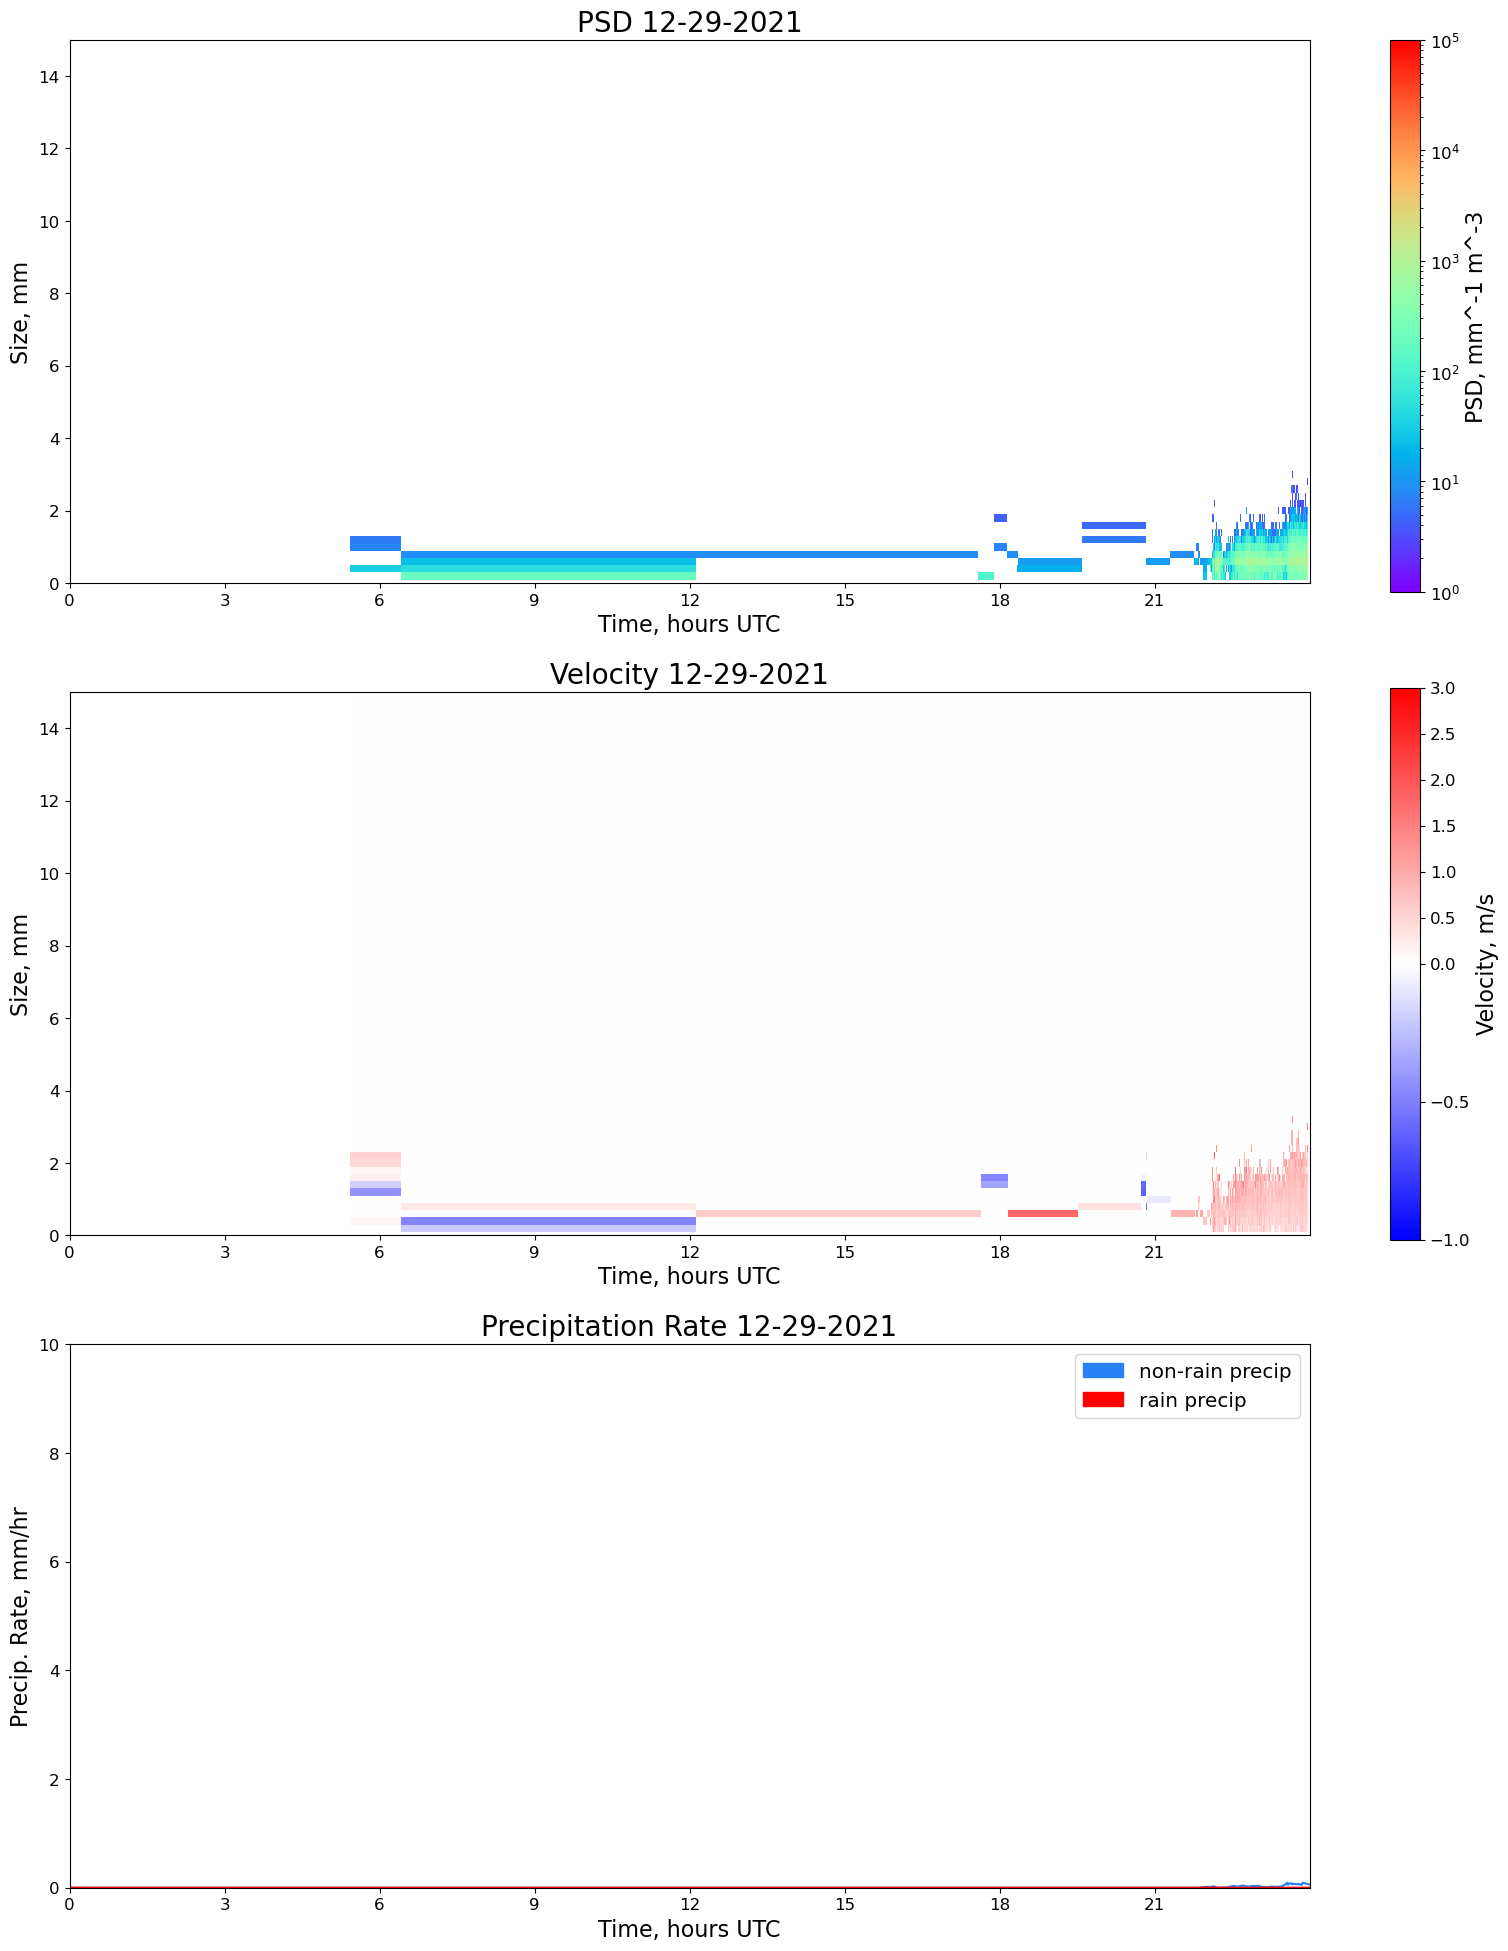 PSD 12-29-2021
14
12
10
8
6
4
2
0
Size, mm
0 3 6 9 12 15 18 21
Time, hours UTC
10^5
10^4
10^3
10^2
10^1
10^0
PSD, mm^-1 m^-3
Velocity 12-29-2021
14
12
10
8
6
4
2
0
Size, mm
0 3 6 9 12 15 18 21
Time, hours UTC
3.0
2.5
2.0
1.5
1.0
0.5
0.0
−0.5
−1.0
Velocity, m/s
Precipitation Rate 12-29-2021
10
8
6
4
2
0
Precip. Rate, mm/hr
non-rain precip
rain precip
0 3 6 9 12 15 18 21
Time, hours UTC